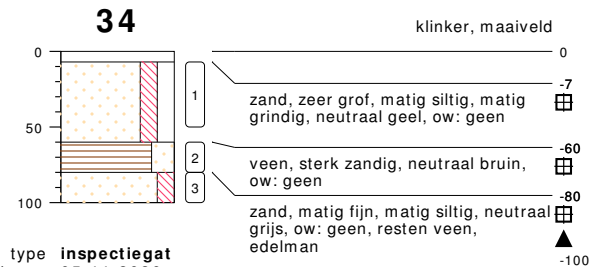 34
klinker, maaiveld
0
0
-7
zand, zeer grof, matig siltig, matig
grindig, neutraal geel, ow: geen
1
50
-60
veen, sterk zandig, neutraal bruin,
ow: geen
2
-80
zand, matig fijn, matig siltig, neutraal
grijs, ow: geen, resten veen,
edelman
3
100
-100
type inspectiegat